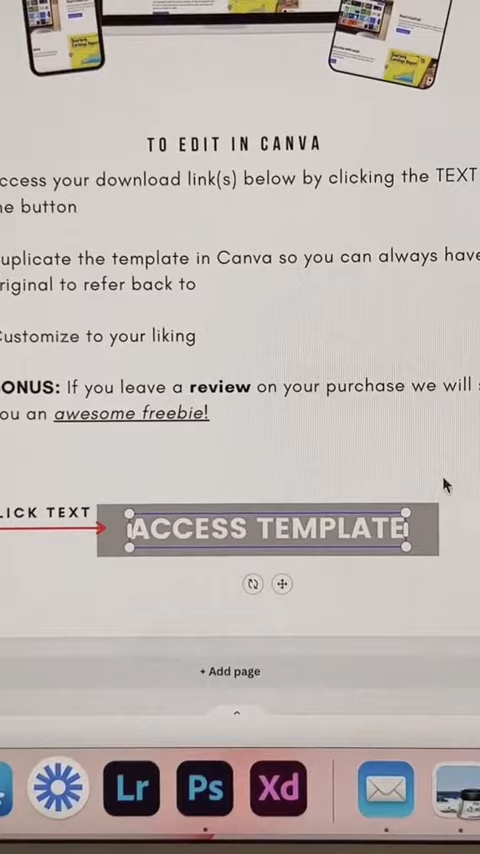 TO EDIT IN CANVA
ccess your download link(s) below by clicking the TEXT
he button
uplicate the template in Canva so you can always have
riginal to refer back to
ustomize to your liking
ONUS: If you leave a review on your purchase we will s
ou an awesome freebie!
LICK TEXT
ACCESS TEMPLATE
+ Add page
Lr Ps Xd